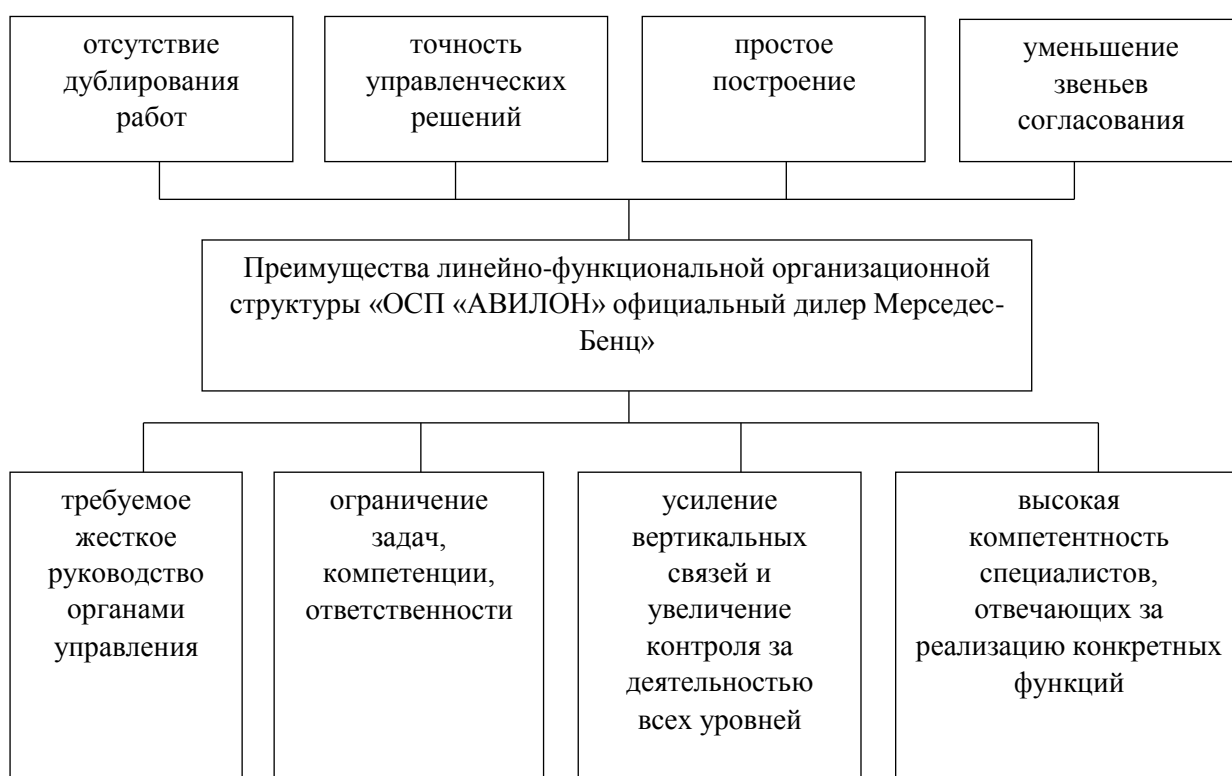 отсутствие
дублирования
работ
точность
управленческих
решений
простое
построение
уменьшение
звеньев
согласования
Преимущества линейно-функциональной организационной
структуры «ОСП «АВИЛОН» официальный дилер Мерседес-
Бенц»
требуемое
жесткое
руководство
органами
управления
ограничение
задач,
компетенции,
ответственности
усиление
вертикальных
связей и
увеличение
контроля за
деятельностью
всех уровней
высокая
компетентность
специалистов,
отвечающих за
реализацию конкретных
функций